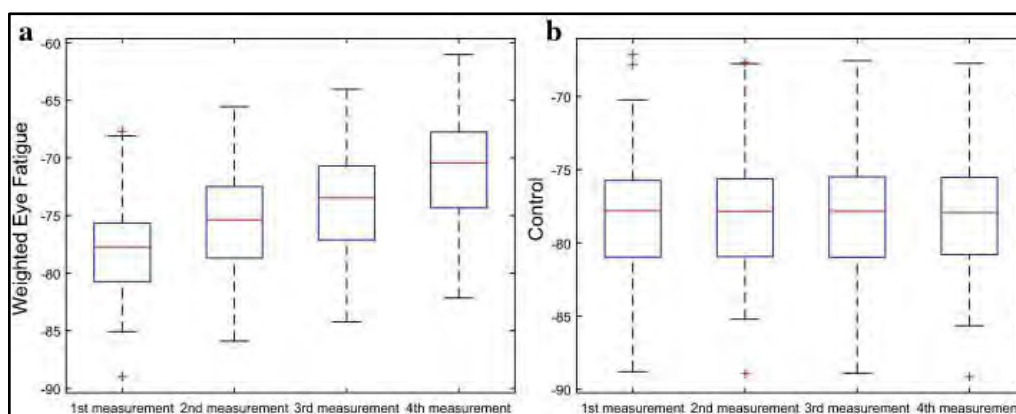 a
Weighted Eye Fatigue
-60
-65
-70
-75
-80
-85
-90
1st measurement 2nd measurement 3rd measurement 4th measurement
b
Control
-70
-75
-80
-85
-90
1st measurement 2nd measurement 3rd measurement 4th measurement